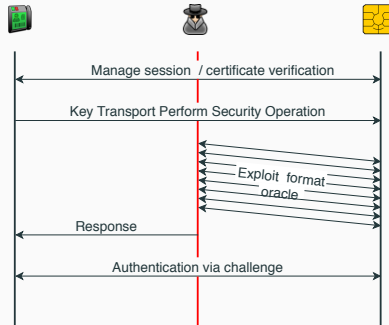 Manage session / certificate verification
Key Transport Perform Security Operation
Exploit format
oracle
Response
Authentication via challenge